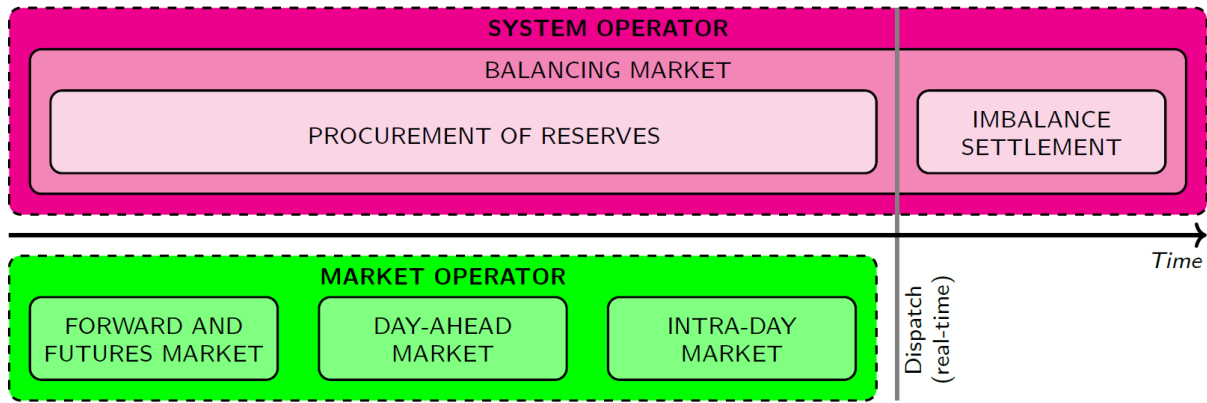 SYSTEM OPERATOR
BALANCING MARKET
PROCUREMENT OF RESERVES
IMBALANCE
SETTLEMENT
Time
MARKET OPERATOR
FORWARD AND
FUTURES MARKET
DAY-AHEAD
MARKET
INTRA-DAY
MARKET
Dispatch
(real-time)